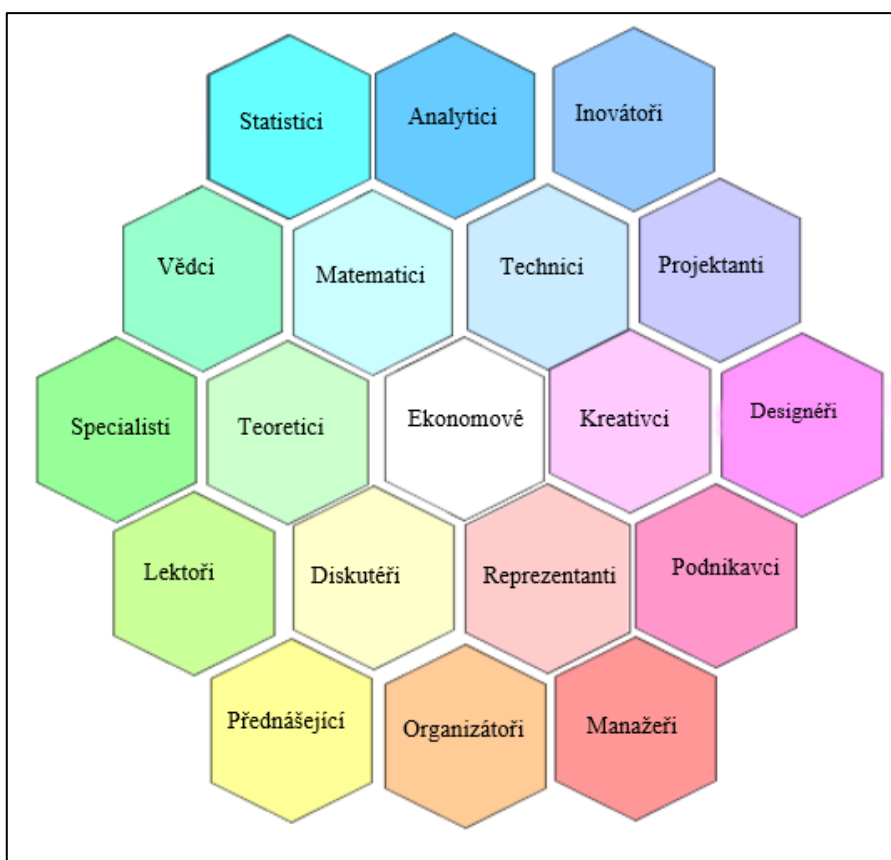 Statistici
Analytici
Inovátoři
Vědci
Matematici
Technici
Projektanti
Specialisti
Teoretici
Ekonomové
Kreativci
Designéři
Lektoři
Diskutéři
Reprezentanti
Podnikavci
Přednášející
Organizátoři
Manažeři